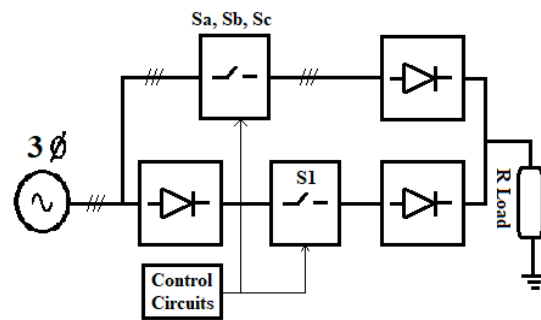 Sa, Sb, Sc
3 ϕ
S1
R Load
Control
Circuits